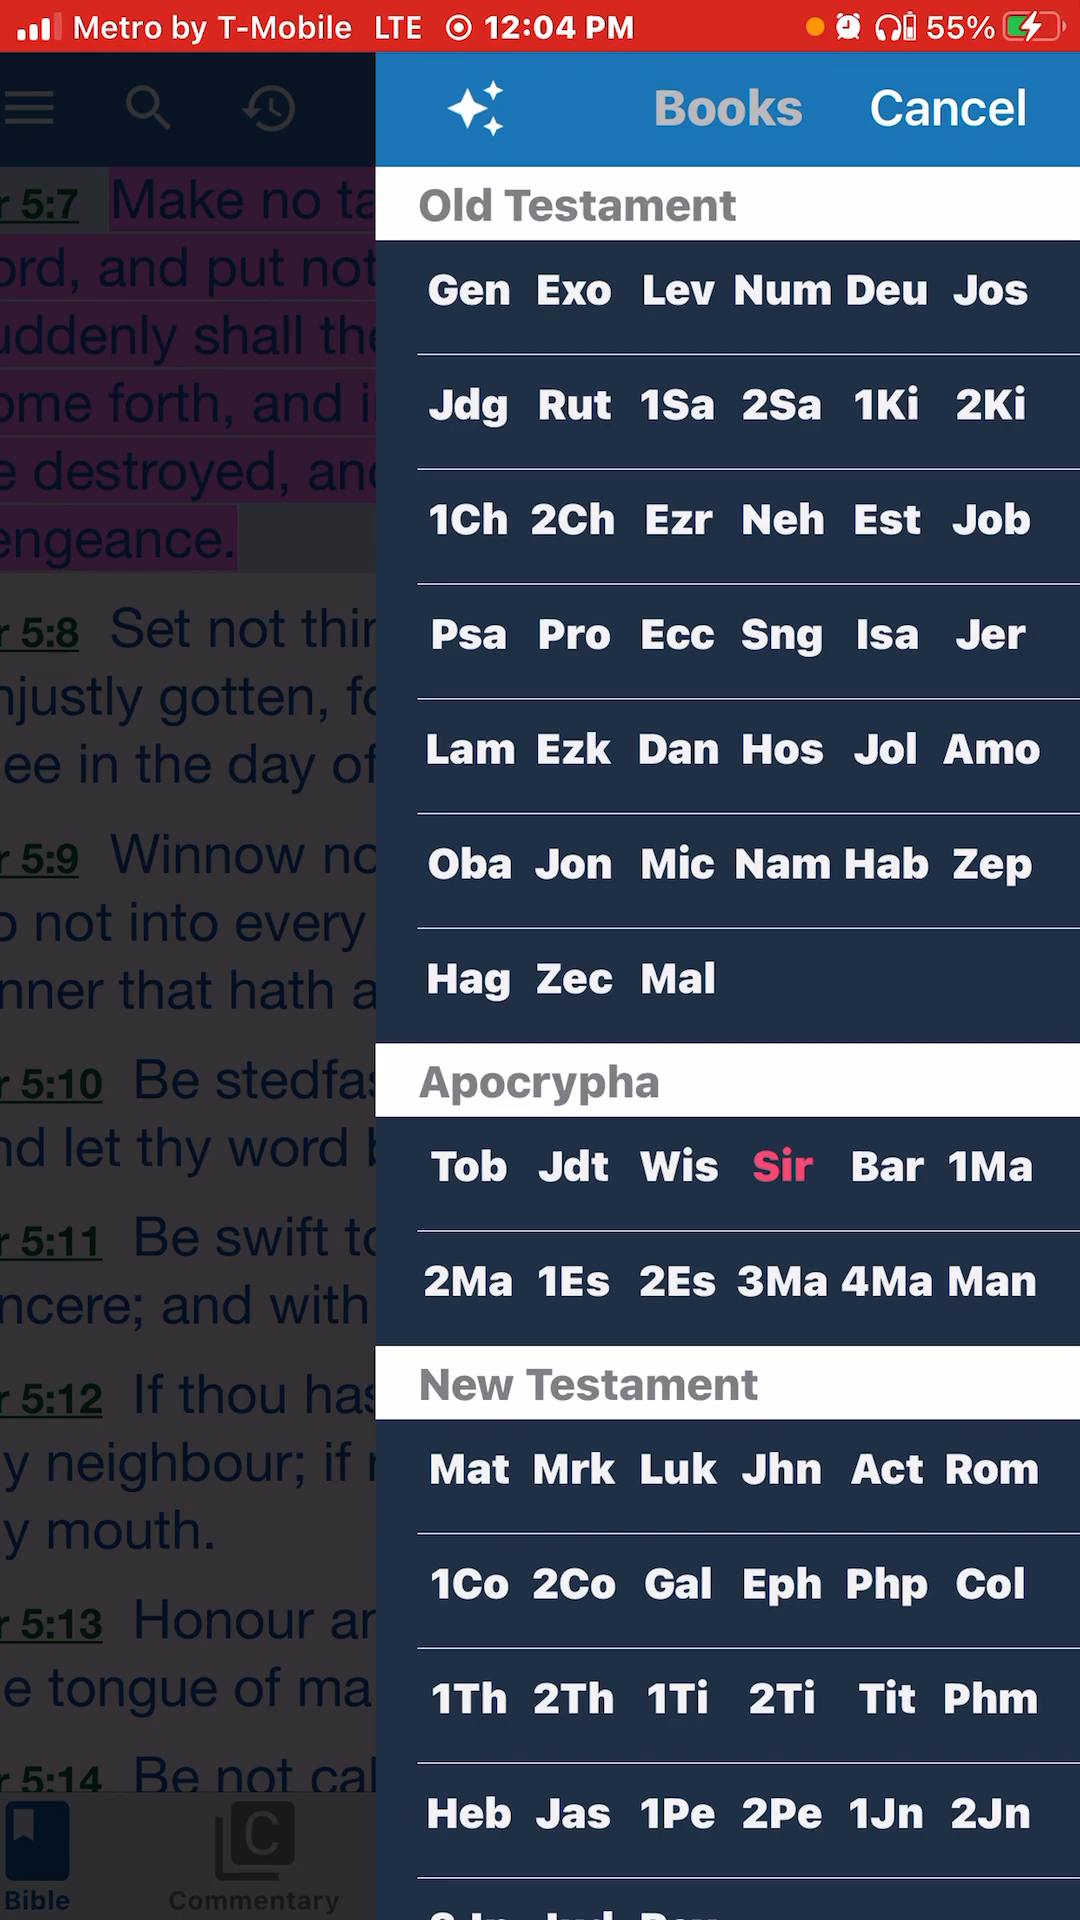 Metro by T-Mobile LTE 12:04 PM 55%
Books Cancel
Old Testament
Gen Exo Lev Num Deu Jos
Jdg Rut 1Sa 2Sa 1Ki 2Ki
1Ch 2Ch Ezr Neh Est Job
Psa Pro Ecc Sng Isa Jer
Lam Ezk Dan Hos Jol Amo
Oba Jon Mic Nam Hab Zep
Hag Zec Mal
Apocrypha
Tob Jdt Wis Sir Bar 1Ma
2Ma 1Es 2Es 3Ma 4Ma Man
New Testament
Mat Mrk Luk Jhn Act Rom
1Co 2Co Gal Eph Php Col
1Th 2Th 1Ti 2Ti Tit Phm
Heb Jas 1Pe 2Pe 1Jn 2Jn
r 5:7 Make no ta
ord, and put not
uddenly shall the
ome forth, and i
e destroyed, and
engeance.
r 5:8 Set not thin
njustly gotten, fo
ee in the day of
r 5:9 Winnow no
o not into every
nner that hath a
r 5:10 Be stedfas
nd let thy word b
r 5:11 Be swift to
ncere; and with
r 5:12 If thou has
y neighbour; if n
y mouth.
r 5:13 Honour an
e tongue of ma
r 5:14 Be not cal
Bible Commentary